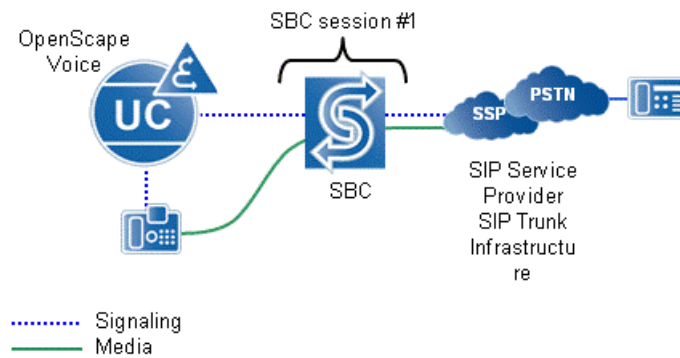 SBC session #1
OpenScape
Voice
UC
SSP
PSTN
SBC
SIP Service
Provider
SIP Trunk
Infrastructu
re
Signaling
Media